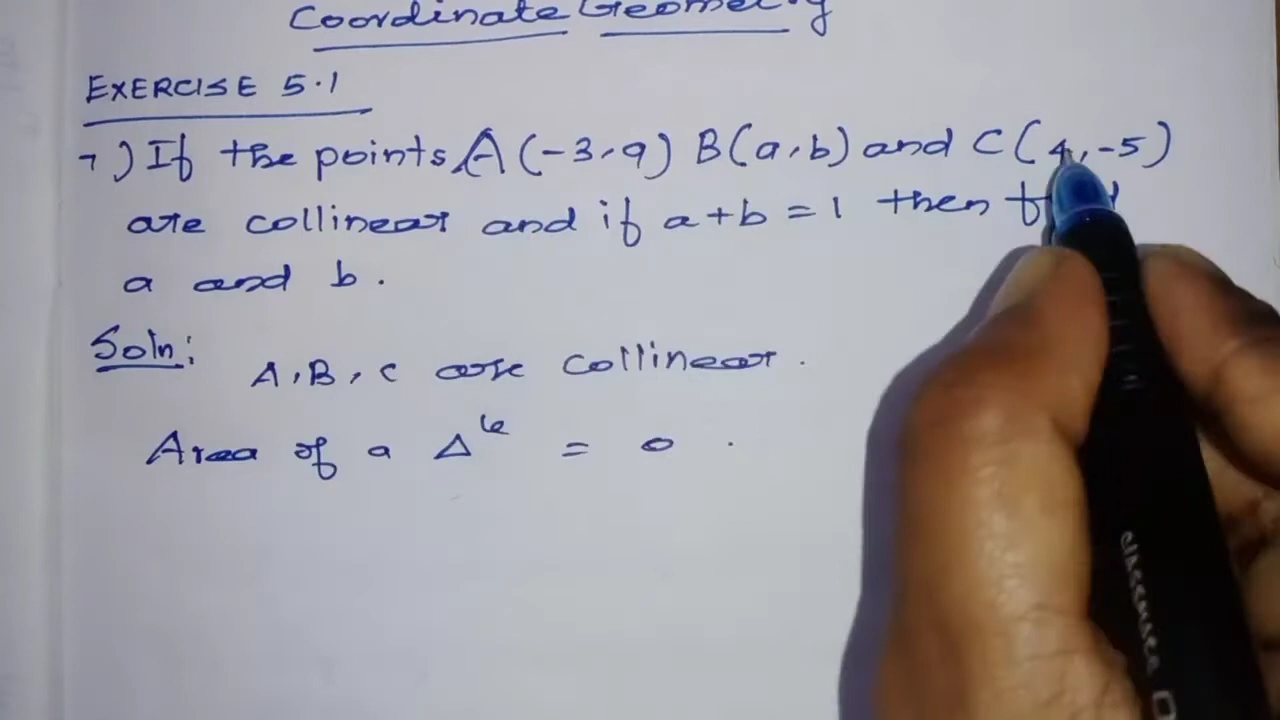 Coordinate Geometry
EXERCISE 5.1
7) If the points A(-3,9) B(a,b) and C(4,-5)
are collinear and if a+b=1 then
a and b.
Soln:
A,B,C are collinear.
Area of a Δle = 0.
classmate